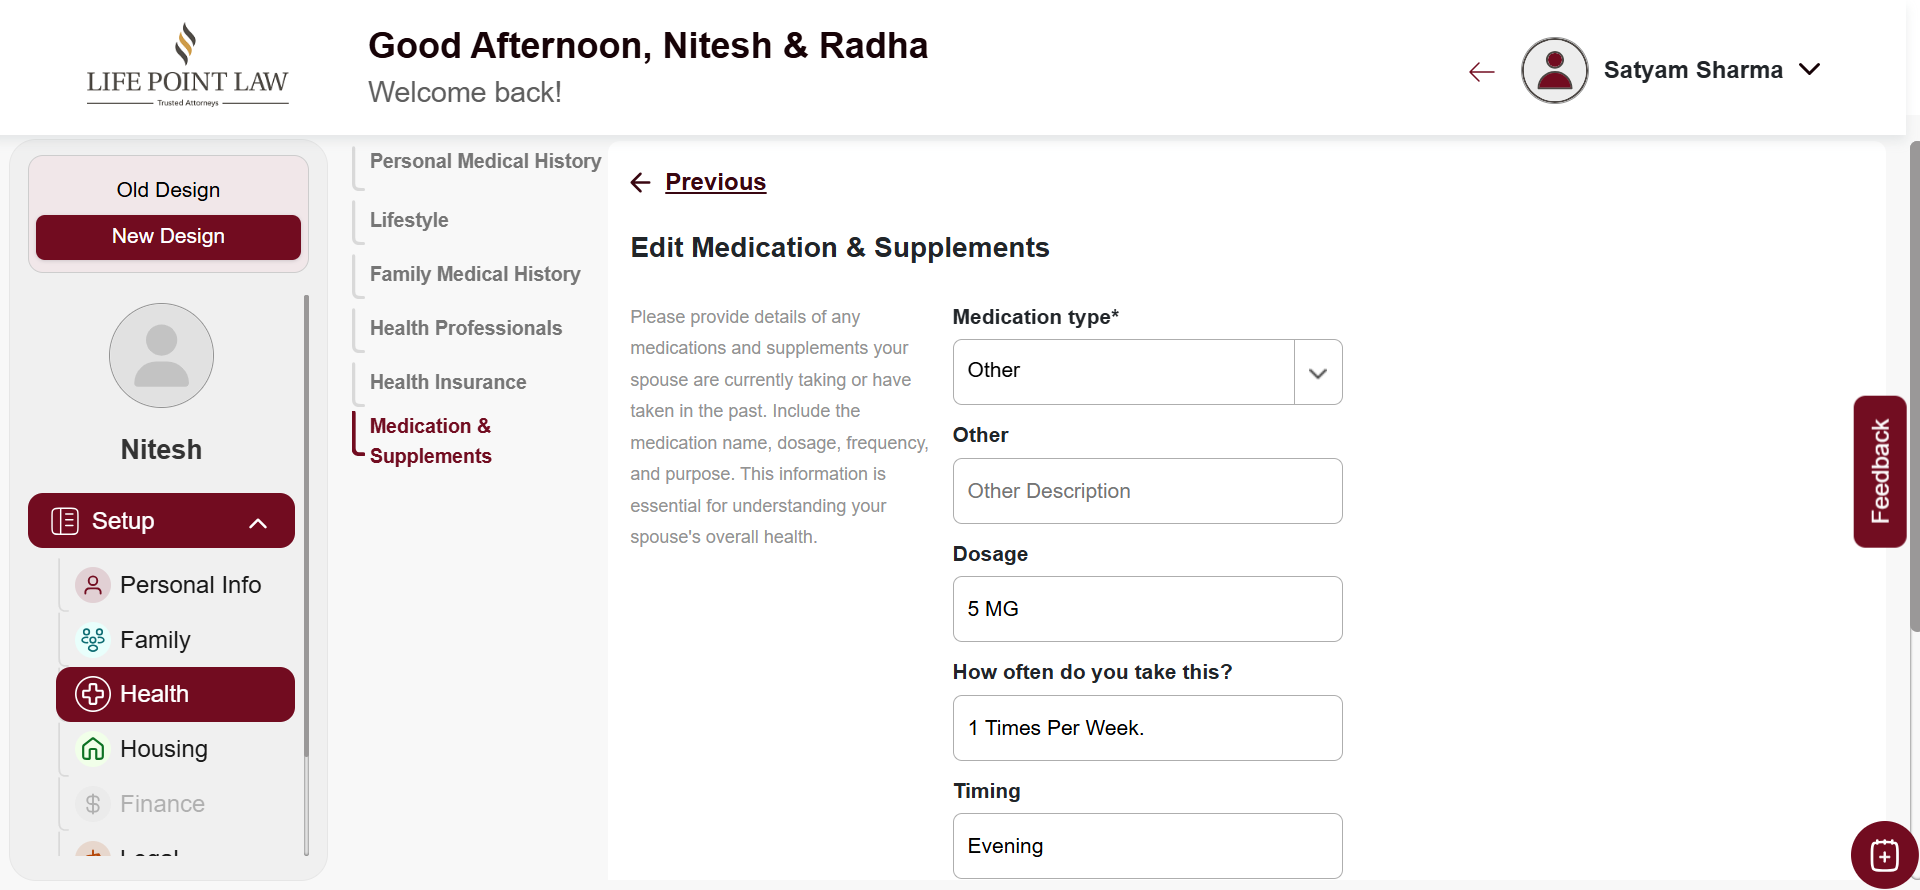 LIFE POINT LAW
Trusted Attorneys
Good Afternoon, Nitesh & Radha
Welcome back!
Satyam Sharma
Old Design
New Design
Nitesh
Setup
Personal Info
Family
Health
Housing
Finance
Legal
Personal Medical History
Lifestyle
Family Medical History
Health Professionals
Health Insurance
Medication &
Supplements
Previous
Edit Medication & Supplements
Please provide details of any
medications and supplements your
spouse are currently taking or have
taken in the past. Include the
medication name, dosage, frequency,
and purpose. This information is
essential for understanding your
spouse's overall health.
Medication type*
Other
Other
Other Description
Dosage
5 MG
How often do you take this?
1 Times Per Week.
Timing
Evening
Feedback